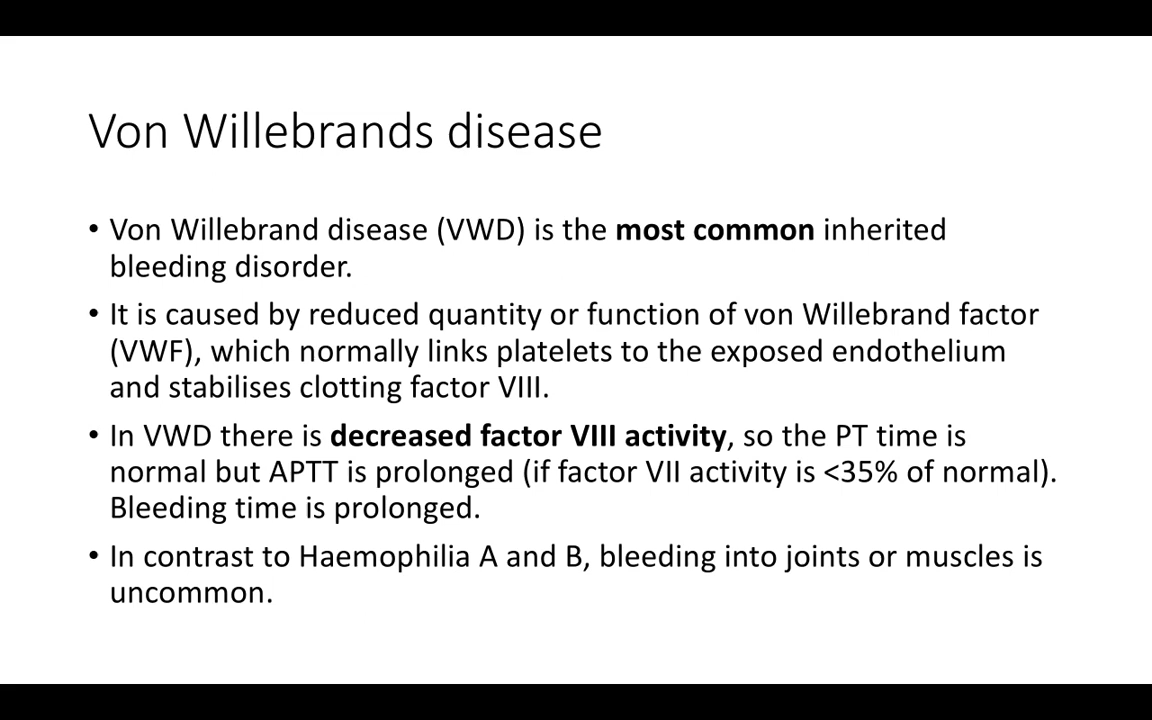 Von Willebrands disease
• Von Willebrand disease (VWD) is the most common inherited
bleeding disorder.
• It is caused by reduced quantity or function of von Willebrand factor
(VWF), which normally links platelets to the exposed endothelium
and stabilises clotting factor VIII.
• In VWD there is decreased factor VIII activity, so the PT time is
normal but APTT is prolonged (if factor VII activity is <35% of normal).
Bleeding time is prolonged.
• In contrast to Haemophilia A and B, bleeding into joints or muscles is
uncommon.